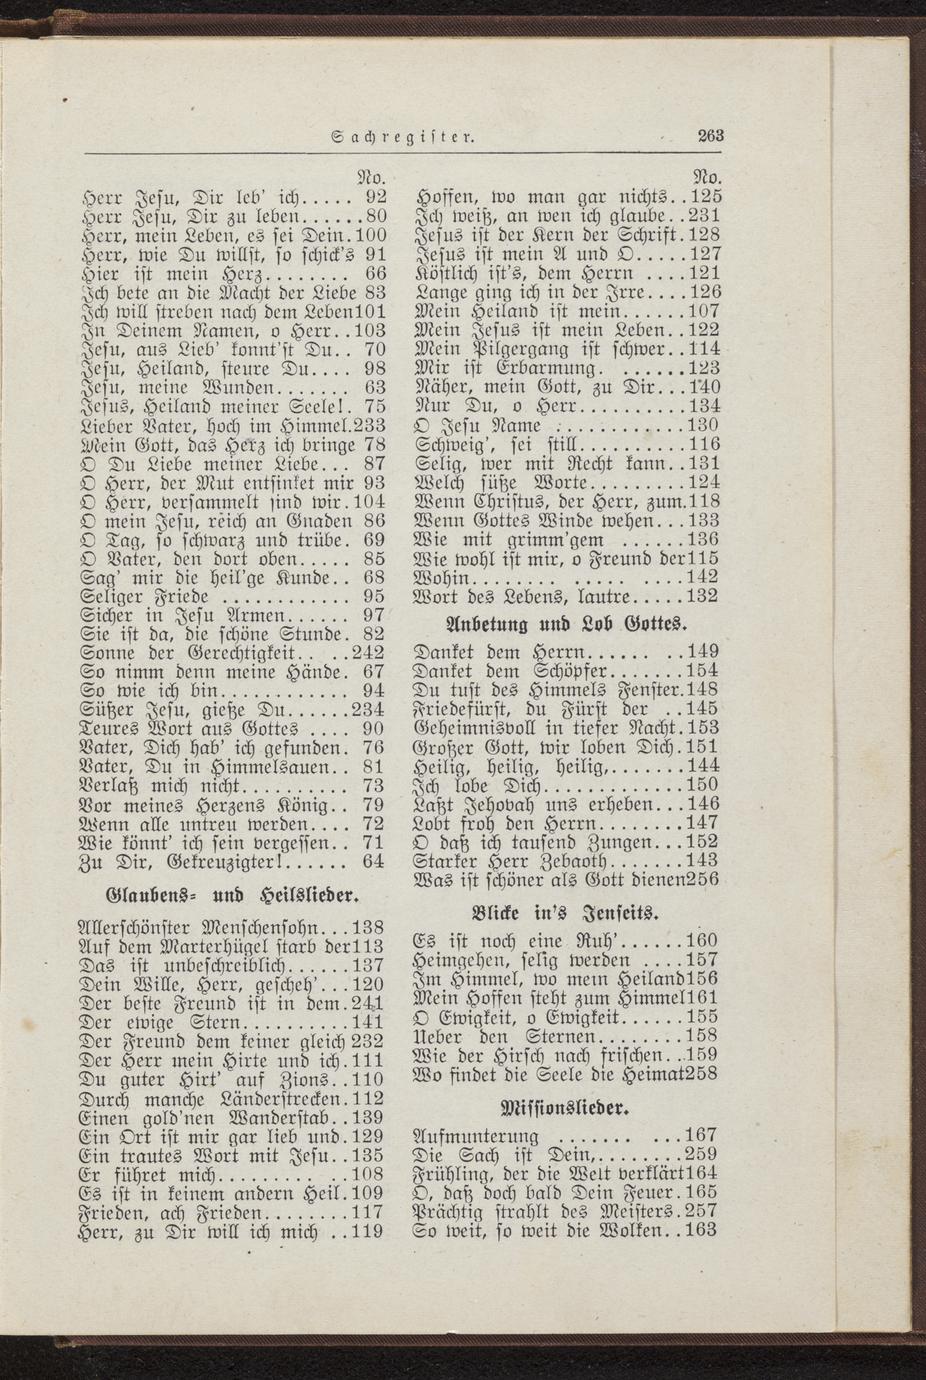 Sachregister. 263
No.
Herr Jesu, Dir leb' ich..... 92
Herr Jesu, Dir zu leben......80
Herr, mein Leben, es sei Dein.100
Herr, wie Du willst, so schick's 91
Hier ist mein Herz........ 66
Ich bete an die Macht der Liebe 83
Ich will streben nach dem Leben101
In Deinem Namen, o Herr..103
Jesu, aus Lieb' konnt'st Du.. 70
Jesu, Heiland, steure Du.... 98
Jesu, meine Wunden....... 63
Jesus, Heiland meiner Seele!. 75
Lieber Vater, hoch im Himmel.233
Mein Gott, das Herz ich bringe 78
O Du Liebe meiner Liebe... 87
O Herr, der Mut entsinket mir 93
O Herr, versammelt sind wir.104
O mein Jesu, reich an Gnaden 86
O Tag, so schwarz und trübe. 69
O Vater, den dort oben..... 85
Sag' mir die heil'ge Kunde.. 68
Seliger Friede ............ 95
Sicher in Jesu Armen...... 97
Sie ist da, die schöne Stunde. 82
Sonne der Gerechtigkeit.. ..242
So nimm denn meine Hände. 67
So wie ich bin............ 94
Süßer Jesu, gieße Du......234
Teures Wort aus Gottes .... 90
Vater, Dich hab' ich gefunden. 76
Vater, Du in Himmelsauen.. 81
Verlaß mich nicht.......... 73
Vor meines Herzens König.. 79
Wenn alle untreu werden.... 72
Wie könnt' ich sein vergessen.. 71
Zu Dir, Gekreuzigter!...... 64
Glaubens- und Heilslieder.
Allerschönster Menschensohn...138
Auf dem Marterhügel starb der113
Das ist unbeschreiblich......137
Dein Wille, Herr, gescheh'...120
Der beste Freund ist in dem.241
Der ewige Stern..........141
Der Freund dem keiner gleich 232
Der Herr mein Hirte und ich.111
Du guter Hirt' auf Zions..110
Durch manche Länderstrecken.112
Einen gold'nen Wanderstab..139
Ein Ort ist mir gar lieb und.129
Ein trautes Wort mit Jesu..135
Er führet mich......... ..108
Es ist in keinem andern Heil.109
Frieden, ach Frieden........117
Herr, zu Dir will ich mich ..119
No.
Hoffen, wo man gar nichts..125
Ich weiß, an wen ich glaube..231
Jesus ist der Kern der Schrift.128
Jesus ist mein A und O.....127
Köstlich ist's, dem Herrn ....121
Lange ging ich in der Irre....126
Mein Heiland ist mein......107
Mein Jesus ist mein Leben..122
Mein Pilgergang ist schwer..114
Mir ist Erbarmung. ......123
Näher, mein Gott, zu Dir...140
Nur Du, o Herr..........134
O Jesu Name ............130
Schweig', sei still..........116
Selig, wer mit Recht kann..131
Welch süße Worte.........124
Wenn Christus, der Herr, zum.118
Wenn Gottes Winde wehen...133
Wie mit grimm'gem ......136
Wie wohl ist mir, o Freund der115
Wohin........ ..... ....142
Wort des Lebens, lautre.....132
Anbetung und Lob Gottes.
Danket dem Herrn...... ..149
Danket dem Schöpfer.......154
Du tust des Himmels Fenster.148
Friedefürst, du Fürst der ..145
Geheimnisvoll in tiefer Nacht.153
Großer Gott, wir loben Dich.151
Heilig, heilig, heilig,.......144
Ich lobe Dich.............150
Laßt Jehovah uns erheben...146
Lobt froh den Herrn........147
O daß ich tausend Zungen...152
Starker Herr Zebaoth.......143
Was ist schöner als Gott dienen256
Blicke in's Jenseits.
Es ist noch eine Ruh'......160
Heimgehen, selig werden ....157
Im Himmel, wo mein Heiland156
Mein Hoffen steht zum Himmel161
O Ewigkeit, o Ewigkeit......155
Ueber den Sternen........158
Wie der Hirsch nach frischen...159
Wo findet die Seele die Heimat258
Missionslieder.
Aufmunterung ....... ...167
Die Sach ist Dein,........259
Frühling, der die Welt verklärt164
O, daß doch bald Dein Feuer.165
Prächtig strahlt des Meisters.257
So weit, so weit die Wolken..163